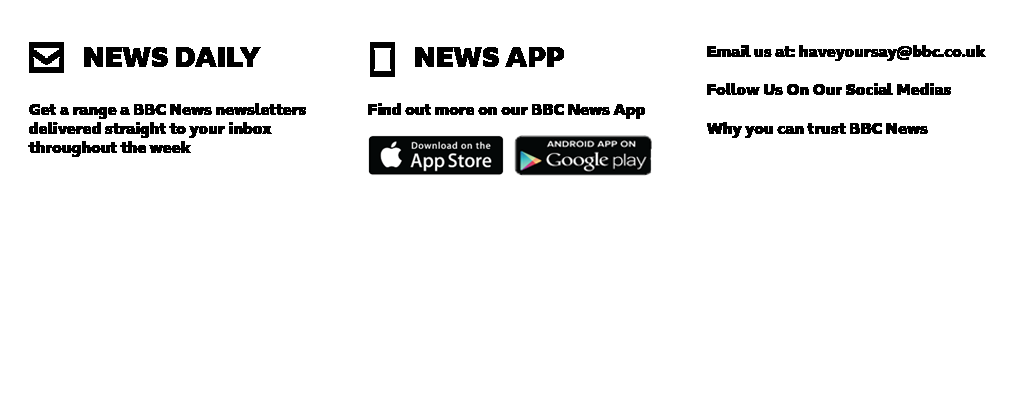 NEWS DAILY
Get a range a BBC News newsletters
delivered straight to your inbox
throughout the week
NEWS APP
Find out more on our BBC News App
Download on the
App Store
ANDROID APP ON
Google play
Email us at: haveyoursay@bbc.co.uk
Follow Us On Our Social Medias
Why you can trust BBC News